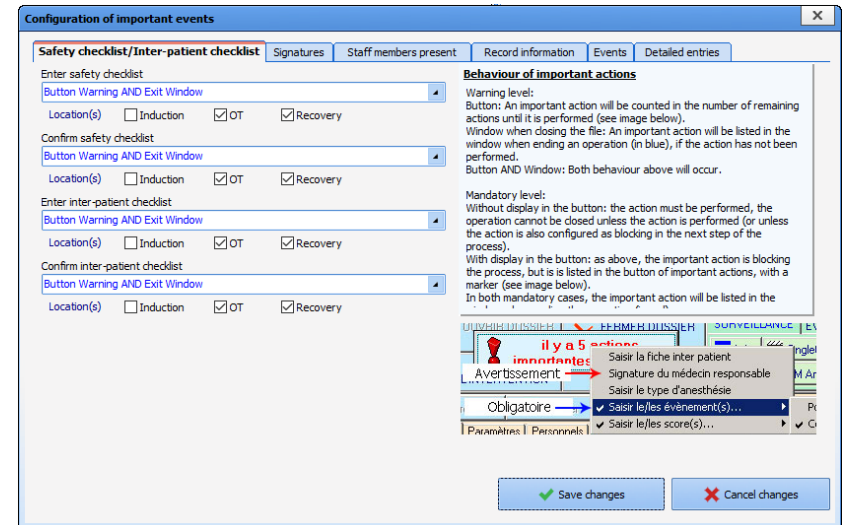 Configuration of important events
Safety checklist/Inter-patient checklist
Signatures
Staff members present
Record information
Events
Detailed entries
Enter safety checklist
Button Warning AND Exit Window
Location(s) Induction OT Recovery
Confirm safety checklist
Button Warning AND Exit Window
Location(s) Induction OT Recovery
Enter inter-patient checklist
Button Warning AND Exit Window
Location(s) Induction OT Recovery
Confirm inter-patient checklist
Button Warning AND Exit Window
Location(s) Induction OT Recovery
Behaviour of important actions
Warning level:
Button: An important action will be counted in the number of remaining
actions until it is performed (see image below).
Window when closing the file: An important action will be listed in the
window when ending an operation (in blue), if the action has not been
performed.
Button AND Window: Both behaviour above will occur.
Mandatory level:
Without display in the button: the action must be performed, the
operation cannot be closed unless the action is performed (or unless
the action is also configured as blocking in the next step of the
process).
With display in the button: as above, the important action is blocking
the process, but is is listed in the button of important actions, with a
marker (see image below).
In both mandatory cases, the important action will be listed in the
OUVRIR DOSSIER FERMER DOSSIER SURVEILLANCE
il y a 5 actions
importantes
Saisir la fiche inter patient
Avertissement
Signature du médecin responsable
Saisir le type d'anesthésie
Obligatoire
Saisir le/les évènement(s)...
Saisir le/les score(s)...
Paramètres Personnels
Save changes
Cancel changes